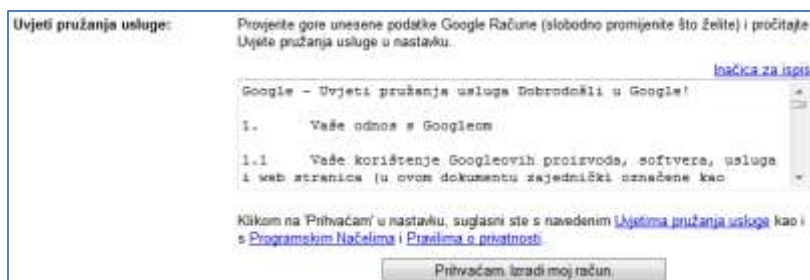 Uvjeti pružanja usluge:
Provjerite gore unesene podatke Google Računa (slobodno promijenite što želite) i pročitajte
Uvjete pružanja usluge u nastavku.
Inačica za ispis
Google - Uvjeti pružanja usluga Dobrodošli u Google!
1. Vaše odnos s Googleom
1.1 Vaše korištenje Googleovih proizvoda, softvera, usluga
i web stranica (u ovom dokumentu zajednički označene kao
Klikom na 'Prihvaćam' u nastavku, suglasni ste s navedenim Uvjetima pružanja usluge kao i
s Programskim Načelima i Pravilima o privatnosti.
Prihvaćam. Izradi moj račun.